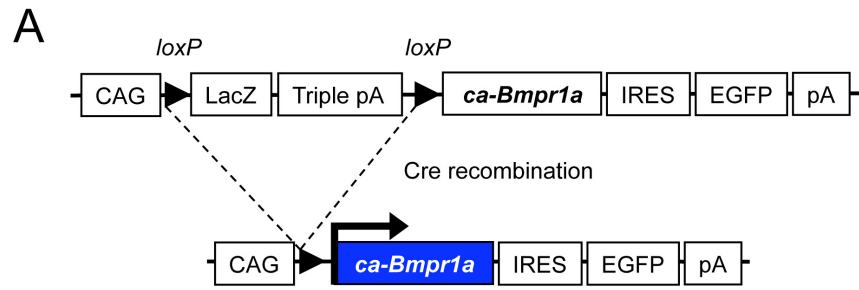 A
loxP loxP
CAG LacZ Triple pA ca-Bmpr1a IRES EGFP pA
Cre recombination
CAG ca-Bmpr1a IRES EGFP pA